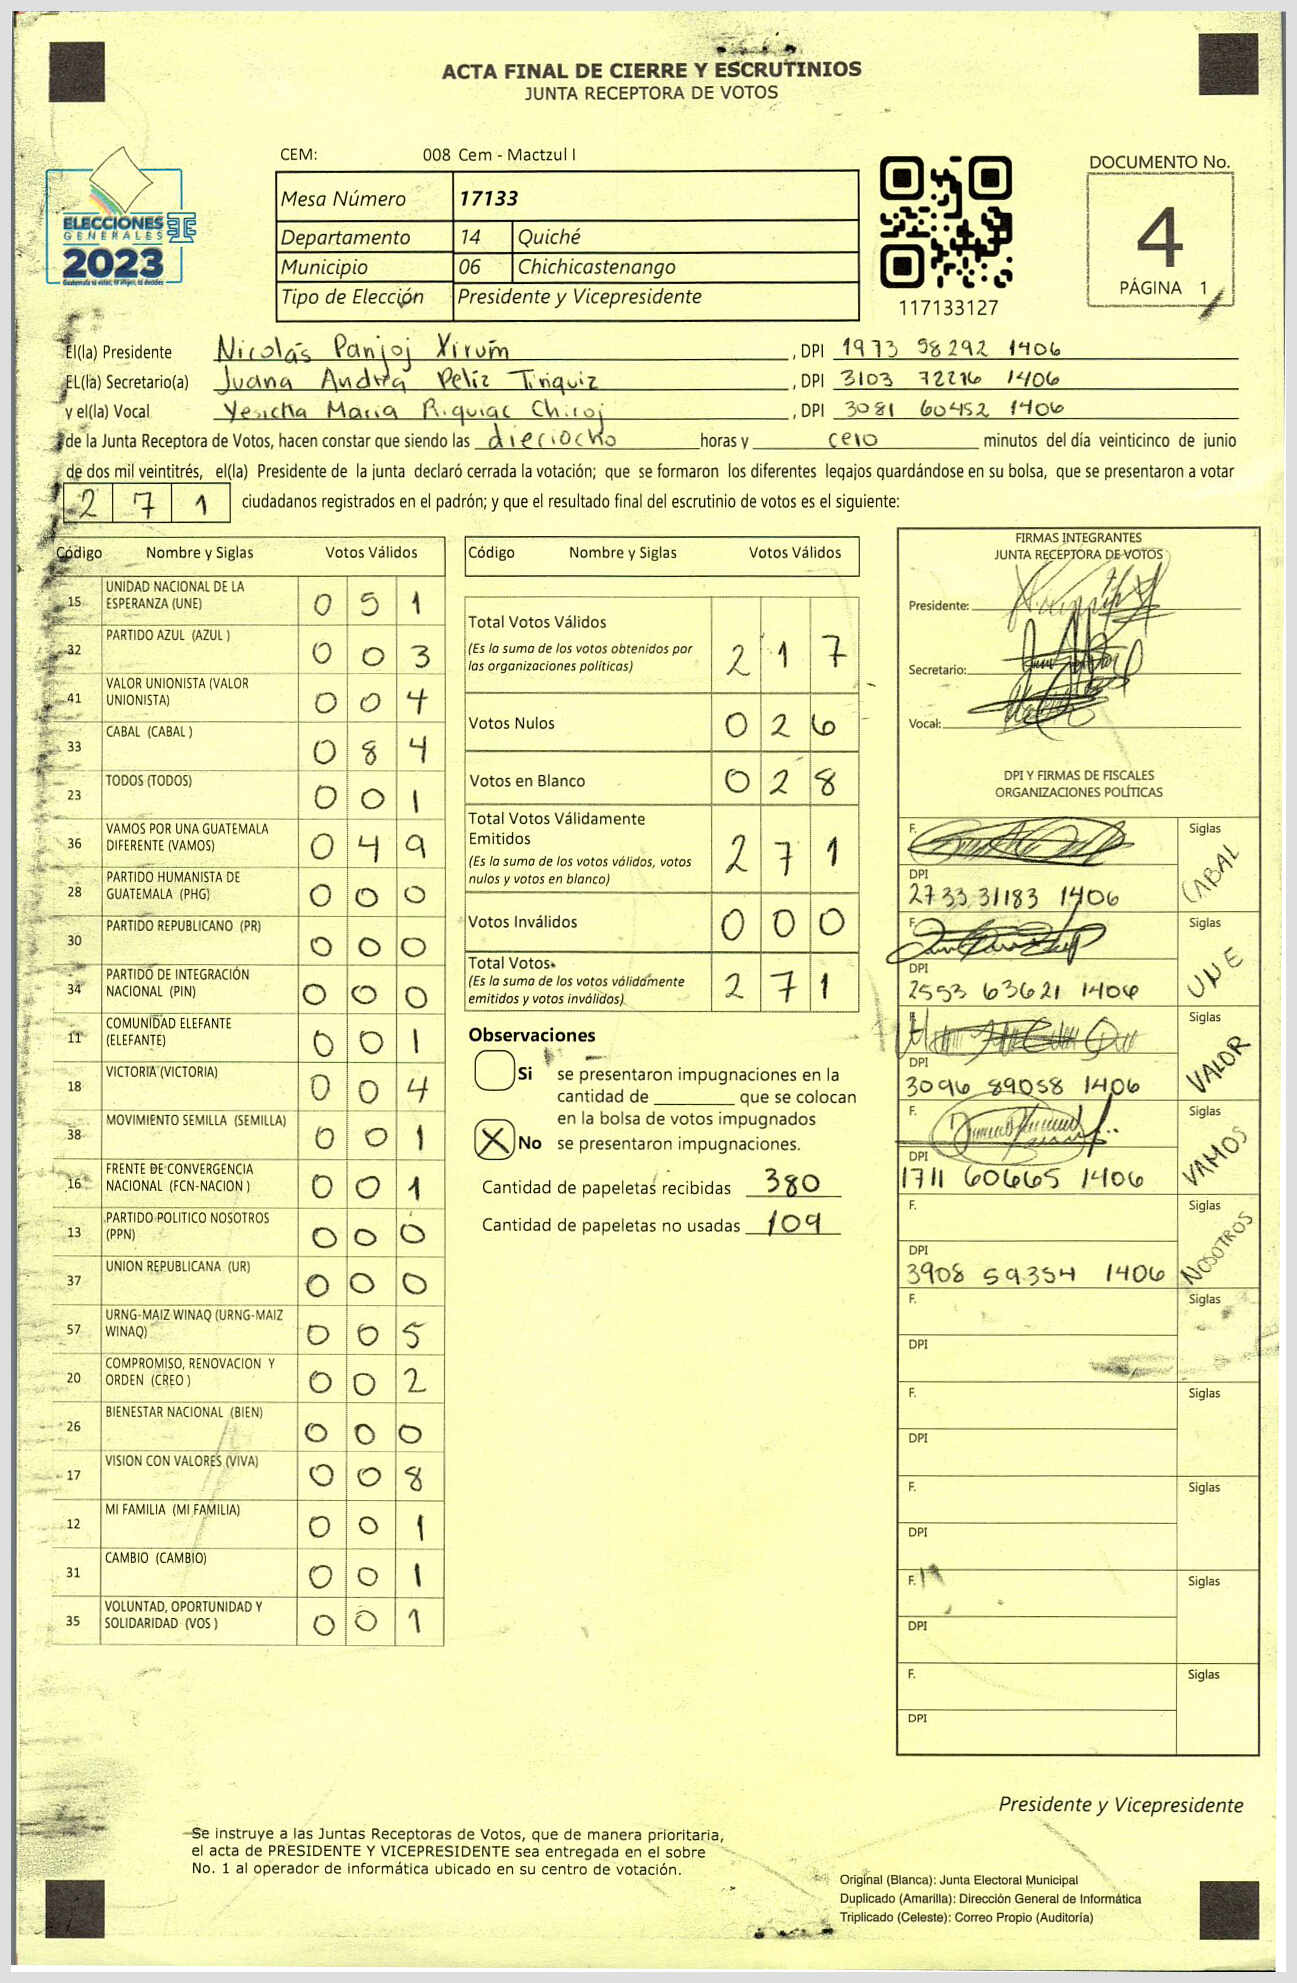 ACTA FINAL DE CIERRE Y ESCRUTINIOS
JUNTA RECEPTORA DE VOTOS
CEM: 008 Cem - Mactzul I
Mesa Número 17133
Departamento 14 Quiché
Municipio 06 Chichicastenango
Tipo de Elección Presidente y Vicepresidente
ELECCIONES
GENERALES
2023
117133127
DOCUMENTO No.
4
PÁGINA 1
El(la) Presidente Nicolás Panjoj Xirum, DPI 1973 58292 1406
EL(la) Secretario(a) Juana Andrea Peliz Tiriquiz, DPI 3103 72216 1406
y el(la) Vocal Yesicka Maria Riquiac Chiroj, DPI 3081 60452 1406
de la Junta Receptora de Votos, hacen constar que siendo las dieciocho horas y cero minutos del día veinticinco de junio
de dos mil veintitrés, el(la) Presidente de la junta declaró cerrada la votación; que se formaron los diferentes legajos quardándose en su bolsa, que se presentaron a votar
2 7 1 ciudadanos registrados en el padrón; y que el resultado final del escrutinio de votos es el siguiente:
Código Nombre y Siglas Votos Válidos
15 UNIDAD NACIONAL DE LA
ESPERANZA (UNE) 0 5 1
32 PARTIDO AZUL (AZUL ) 0 0 3
41 VALOR UNIONISTA (VALOR
UNIONISTA) 0 0 4
33 CABAL (CABAL ) 0 8 4
23 TODOS (TODOS) 0 0 1
36 VAMOS POR UNA GUATEMALA
DIFERENTE (VAMOS) 0 4 9
28 PARTIDO HUMANISTA DE
GUATEMALA (PHG) 0 0 0
30 PARTIDO REPUBLICANO (PR) 0 0 0
34 PARTIDO DE INTEGRACIÓN
NACIONAL (PIN) 0 0 0
11 COMUNIDAD ELEFANTE
(ELEFANTE) 0 0 1
18 VICTORIA (VICTORIA) 0 0 4
38 MOVIMIENTO SEMILLA (SEMILLA) 0 0 1
16 FRENTE DE CONVERGENCIA
NACIONAL (FCN-NACION ) 0 0 1
13 PARTIDO POLITICO NOSOTROS
(PPN) 0 0 0
37 UNION REPUBLICANA (UR) 0 0 0
57 URNG-MAIZ WINAQ (URNG-MAIZ
WINAQ) 0 0 5
20 COMPROMISO, RENOVACION Y
ORDEN (CREO ) 0 0 2
26 BIENESTAR NACIONAL (BIEN) 0 0 0
17 VISION CON VALORES (VIVA) 0 0 8
12 MI FAMILIA (MI FAMILIA) 0 0 1
31 CAMBIO (CAMBIO) 0 0 1
35 VOLUNTAD, OPORTUNIDAD Y
SOLIDARIDAD (VOS ) 0 0 1
Código Nombre y Siglas Votos Válidos
Total Votos Válidos
(Es la suma de los votos obtenidos por
las organizaciones políticas) 2 1 7
Votos Nulos 0 2 6
Votos en Blanco 0 2 8
Total Votos Válidamente
Emitidos
(Es la suma de los votos válidos, votos
nulos y votos en blanco) 2 7 1
Votos Inválidos 0 0 0
Total Votos
(Es la suma de los votos válidamente
emitidos y votos inválidos) 2 7 1
Observaciones
Si se presentaron impugnaciones en la
cantidad de ________ que se colocan
en la bolsa de votos impugnados
X No se presentaron impugnaciones.
Cantidad de papeletas recibidas 380
Cantidad de papeletas no usadas 109
FIRMAS INTEGRANTES
JUNTA RECEPTORA DE VOTOS
Presidente:
Secretario:
Vocal:
DPI Y FIRMAS DE FISCALES
ORGANIZACIONES POLÍTICAS
F. Siglas CABAL
DPI
2733 31183 1406
F. Siglas UNE
DPI
2553 63621 1406
F. Siglas VALOR
DPI
3096 89058 1406
F. Siglas VAMOS
DPI
1711 60665 1406
F. Siglas NOSOTROS
DPI
3908 59354 1406
F. Siglas
DPI
F. Siglas
DPI
F. Siglas
DPI
F. Siglas
DPI
F. Siglas
DPI
Presidente y Vicepresidente
Se instruye a las Juntas Receptoras de Votos, que de manera prioritaria,
el acta de PRESIDENTE Y VICEPRESIDENTE sea entregada en el sobre
No. 1 al operador de informática ubicado en su centro de votación.
Original (Blanca): Junta Electoral Municipal
Duplicado (Amarilla): Dirección General de Informática
Triplicado (Celeste): Correo Propio (Auditoría)